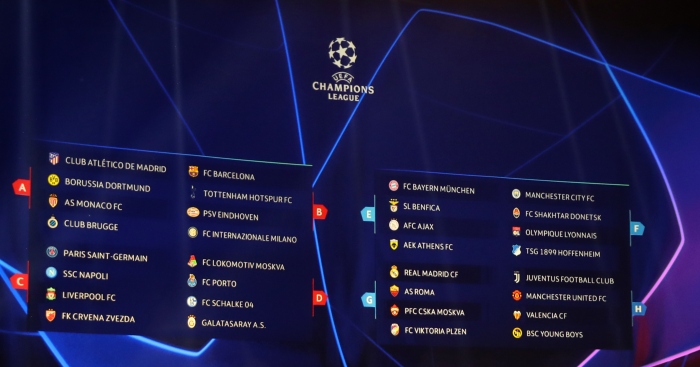 UEFA
CHAMPIONS
LEAGUE
A
CLUB ATLÉTICO DE MADRID
BORUSSIA DORTMUND
AS MONACO FC
CLUB BRUGGE
FC BARCELONA
TOTTENHAM HOTSPUR FC
PSV EINDHOVEN
FC INTERNAZIONALE MILANO
B
C
PARIS SAINT-GERMAIN
SSC NAPOLI
LIVERPOOL FC
FK CRVENA ZVEZDA
FC LOKOMOTIV MOSKVA
FC PORTO
FC SCHALKE 04
GALATASARAY A.S.
D
E
FC BAYERN MÜNCHEN
SL BENFICA
AFC AJAX
AEK ATHENS FC
MANCHESTER CITY FC
FC SHAKHTAR DONETSK
OLYMPIQUE LYONNAIS
TSG 1899 HOFFENHEIM
F
G
REAL MADRID CF
AS ROMA
PFC CSKA MOSKVA
FC VIKTORIA PLZEN
JUVENTUS FOOTBALL CLUB
MANCHESTER UNITED FC
VALENCIA CF
BSC YOUNG BOYS
H